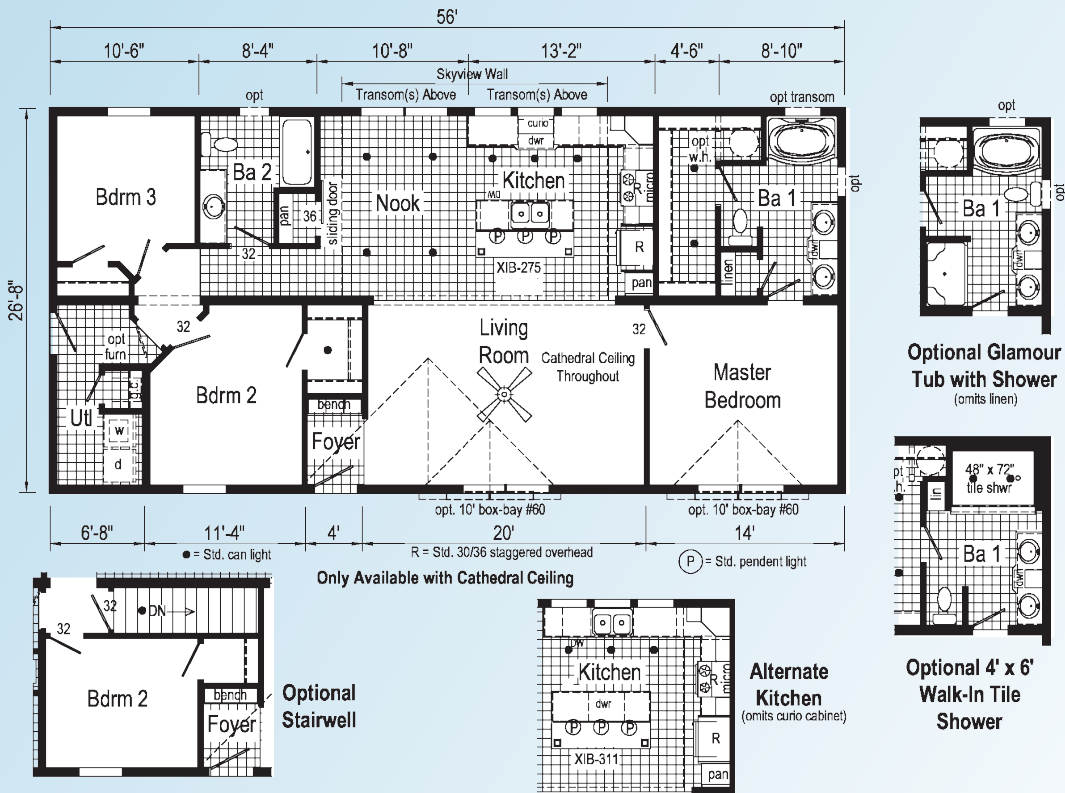 56'
10'-6"
8'-4"
10'-8"
13'-2"
4'-6"
8'-10"
Skyview Wall
opt
Transom(s) Above
Transom(s) Above
opt transom
26'-8"
Bdrm 3
Ba 2
pan
36
sliding door
32
Nook
curio
dwr
Kitchen
MO
R
micro
P
P
R
XIB-275
pan
opt
w.h.
Ba 1
opt
dwr
linen
32
opt
furn
Utl
g.c.
w
d
Bdrm 2
bench
Foyer
Living
Room
Cathedral Ceiling
Throughout
32
Master
Bedroom
opt. 10' box-bay #60
opt. 10' box-bay #60
6'-8"
11'-4"
4'
20'
14'
● = Std. can light
R = Std. 30/36 staggered overhead
P = Std. pendent light
Only Available with Cathedral Ceiling
opt
Ba 1
opt
dwr
Optional Glamour
Tub with Shower
(omits linen)
pt
.h.
lin
48" x 72"
tile shwr
Ba 1
dwr
Optional 4' x 6'
Walk-In Tile
Shower
32
32
DN
Bdrm 2
bench
Foyer
Optional
Stairwell
DW
Kitchen
R
micro
dwr
P
P
P
R
XIB-311
pan
Alternate
Kitchen
(omits curio cabinet)